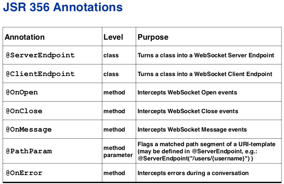 JSR 356 Annotations
Annotation Level Purpose
@ServerEndpoint class Turns a class into a WebSocket Server Endpoint
@ClientEndpoint class Turns a class into a WebSocket Client Endpoint
@OnOpen method Intercepts WebSocket Open events
@OnClose method Intercepts WebSocket Close events
@OnMessage method Intercepts WebSocket Message events
@PathParam method parameter Flags a matched path segment of a URI-template
(may be defined in @ServerEndpoint, e.g.:
@ServerEndpoint("/users/{username}") )
@OnError method Intercepts errors during a conversation